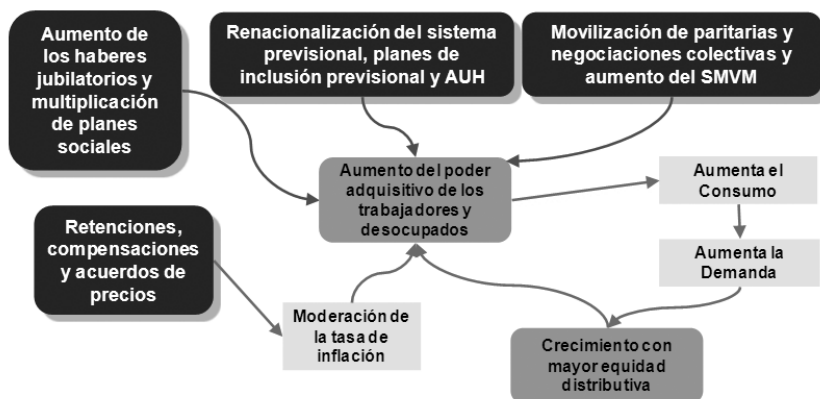 Aumento de
los haberes
jubilatorios y
multiplicación
de planes
sociales
Renacionalización del sistema
previsional, planes de
inclusión previsional y AUH
Movilización de paritarias y
negociaciones colectivas y
aumento del SMVM
Aumento del poder
adquisitivo de los
trabajadores y
desocupados
Aumenta el
Consumo
Retenciones,
compensaciones
y acuerdos de
precios
Aumenta la
Demanda
Moderación de
la tasa de
inflación
Crecimiento con
mayor equidad
distributiva